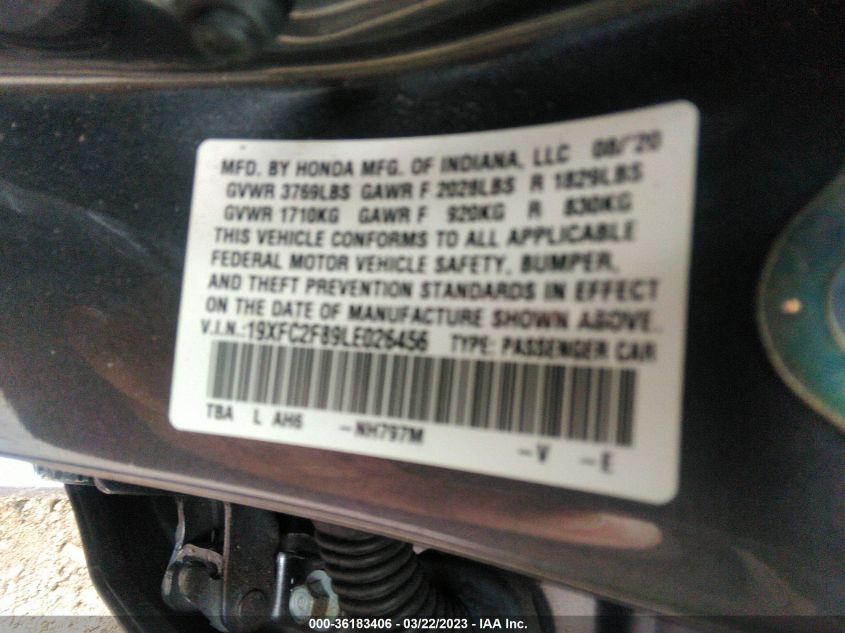 MFD. BY HONDA MFG. OF INDIANA, LLC 08/20
GVWR 3769LBS GAWR F 2028LBS R 1829LBS
GVWR 1710KG GAWR F 920KG R 830KG
THIS VEHICLE CONFORMS TO ALL APPLICABLE
FEDERAL MOTOR VEHICLE SAFETY, BUMPER,
AND THEFT PREVENTION STANDARDS IN EFFECT
ON THE DATE OF MANUFACTURE SHOWN ABOVE.
V.I.N.:19XFC2F89LE026456 TYPE: PASSENGER CAR
TBA L AH6 -NH797M -V -E
000-36183406 - 03/22/2023 - IAA Inc.